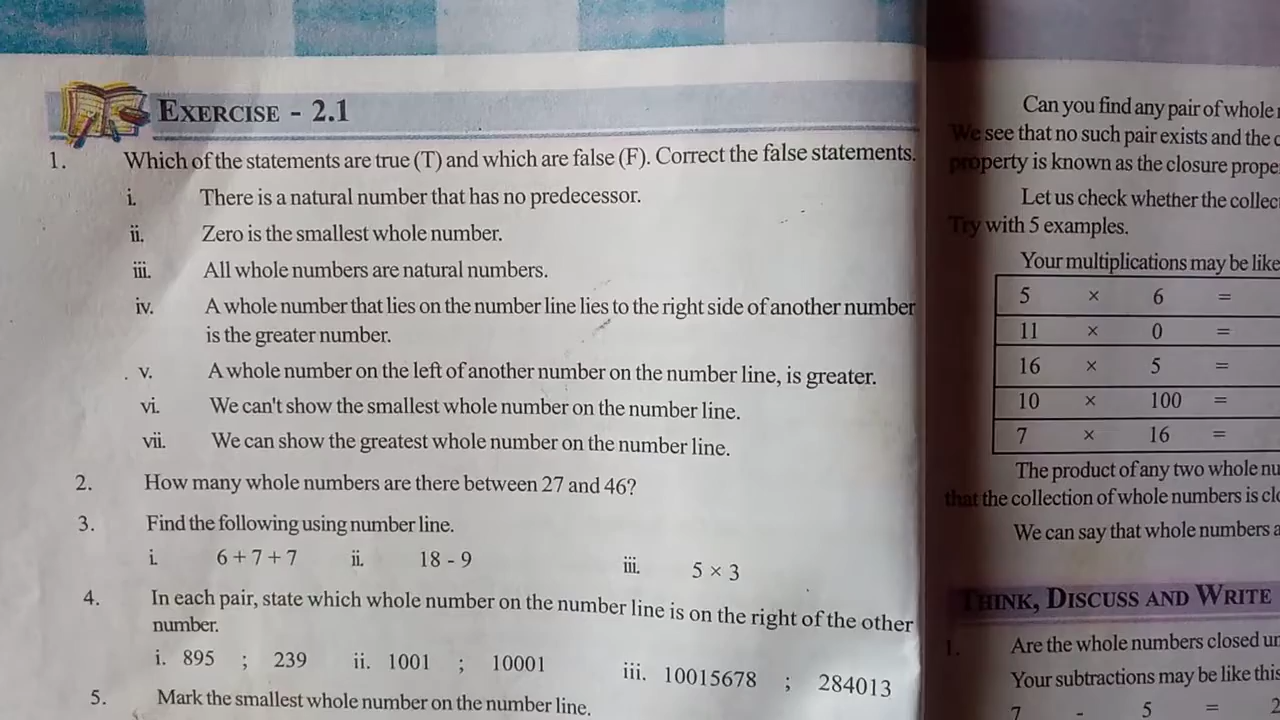 EXERCISE - 2.1
1. Which of the statements are true (T) and which are false (F). Correct the false statements.
i. There is a natural number that has no predecessor.
ii. Zero is the smallest whole number.
iii. All whole numbers are natural numbers.
iv. A whole number that lies on the number line lies to the right side of another number
is the greater number.
v. A whole number on the left of another number on the number line, is greater.
vi. We can't show the smallest whole number on the number line.
vii. We can show the greatest whole number on the number line.
2. How many whole numbers are there between 27 and 46?
3. Find the following using number line.
i. 6 + 7 + 7 ii. 18 - 9 iii. 5 × 3
4. In each pair, state which whole number on the number line is on the right of the other
number.
i. 895 ; 239 ii. 1001 ; 10001 iii. 10015678 ; 284013
5. Mark the smallest whole number on the number line.
Can you find any pair of whole
We see that no such pair exists and the
property is known as the closure
Let us check whether the
Try with 5 examples.
Your multiplications may be like
5 × 6 =
11 × 0 =
16 × 5 =
10 × 100 =
7 × 16 =
The product of any two whole
that the collection of whole numbers is
We can say that whole numbers
THINK, DISCUSS AND WRITE
1. Are the whole numbers closed
Your subtractions may be like this
7 - 5 = 2